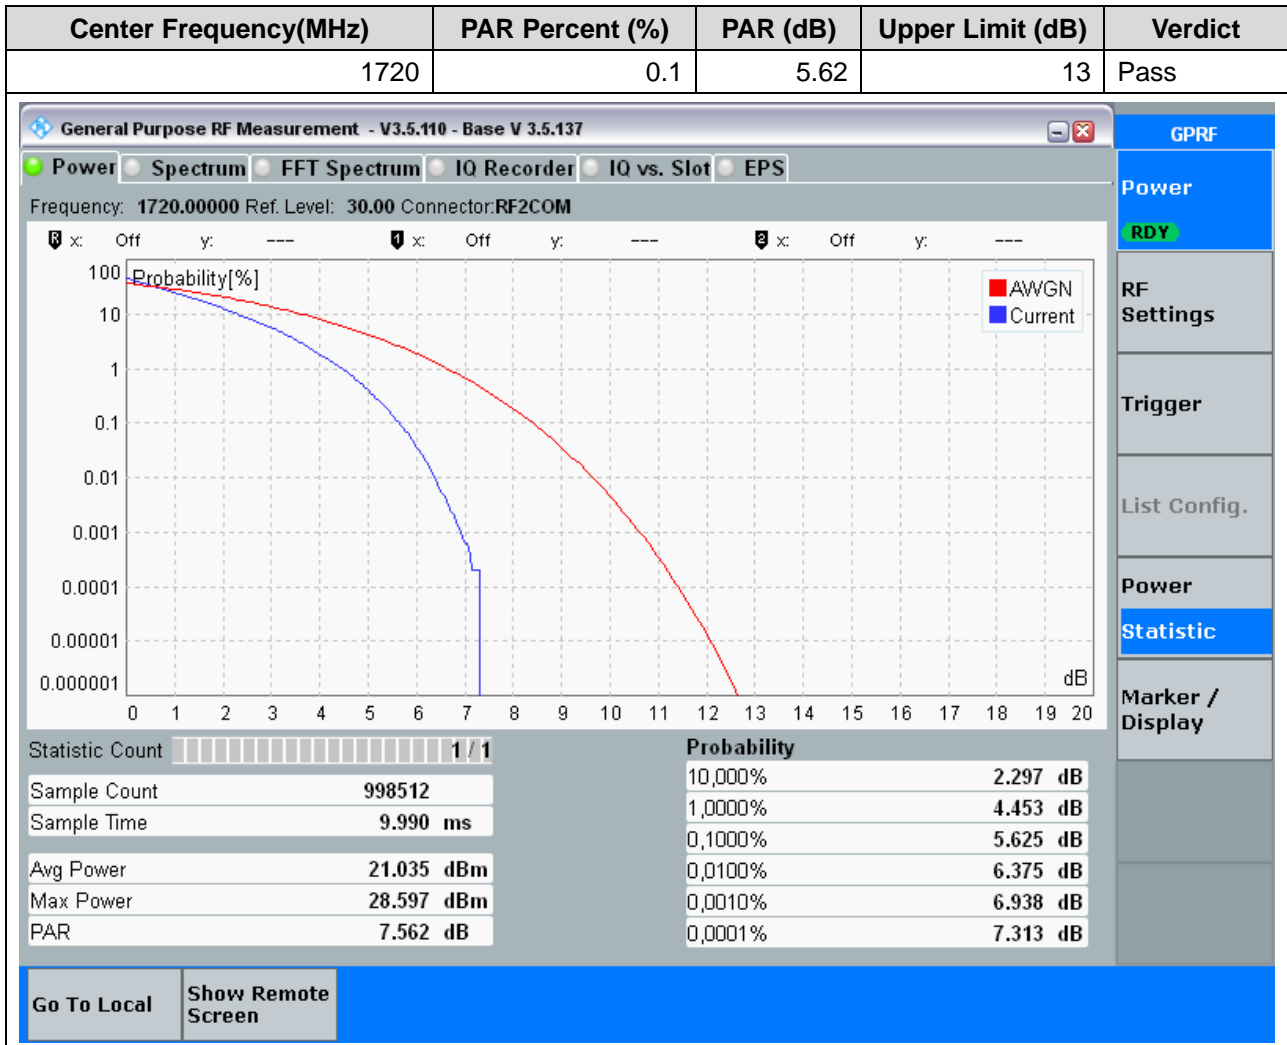 Center Frequency(MHz) PAR Percent (%) PAR (dB) Upper Limit (dB) Verdict
1720 0.1 5.62 13 Pass
General Purpose RF Measurement - V3.5.110 - Base V 3.5.137
GPRF
Power Spectrum FFT Spectrum IQ Recorder IQ vs. Slot EPS
Frequency: 1720.00000 Ref. Level: 30.00 Connector:RF2COM
R x: Off y: --- 1 x: Off y: --- 2 x: Off y: ---
Probability[%]
AWGN
Current
100
10
1
0.1
0.01
0.001
0.0001
0.00001
0.000001
dB
0 1 2 3 4 5 6 7 8 9 10 11 12 13 14 15 16 17 18 19 20
Statistic Count 1 / 1
Sample Count 998512
Sample Time 9.990 ms
Avg Power 21.035 dBm
Max Power 28.597 dBm
PAR 7.562 dB
Probability
10,000% 2.297 dB
1,0000% 4.453 dB
0,1000% 5.625 dB
0,0100% 6.375 dB
0,0010% 6.938 dB
0,0001% 7.313 dB
Power
RDY
RF
Settings
Trigger
List Config.
Power
Statistic
Marker /
Display
Go To Local
Show Remote
Screen